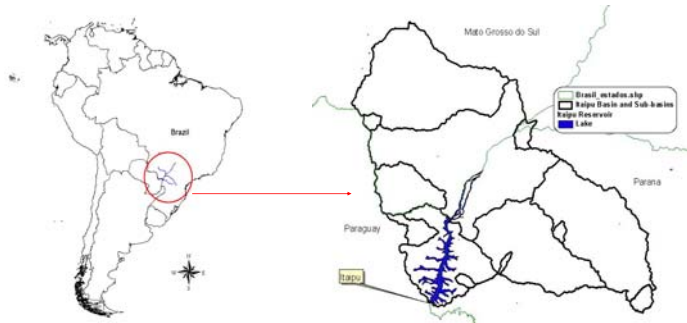 Brazil
N
W
E
S
Mato Grosso do Sul
Brasil_estados.shp
Itaipu Basin and Sub-basins
Itaipu Reservoir
Lake
Parana
Paraguay
Itaipu